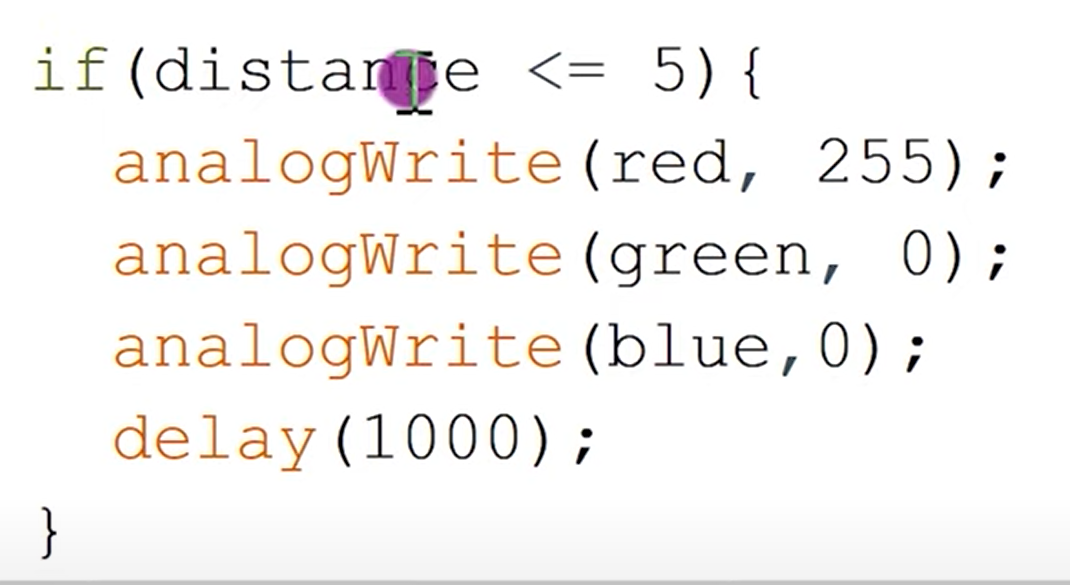 if(distance <= 5){
analogWrite(red, 255);
analogWrite(green, 0);
analogWrite(blue,0);
delay(1000);
}